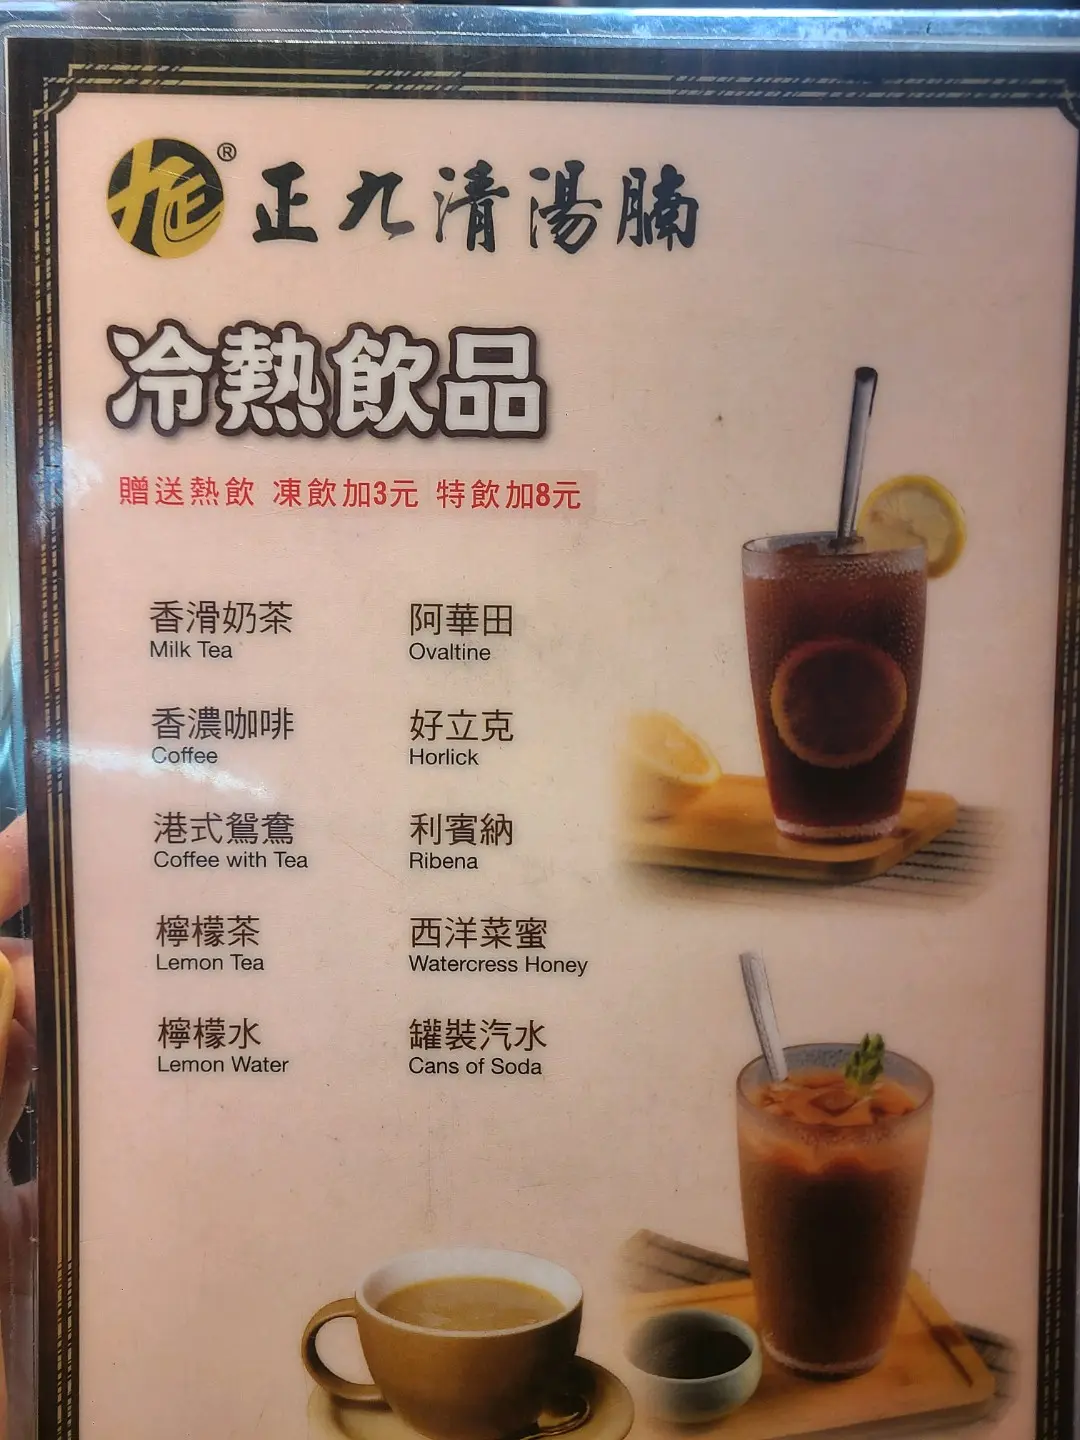 正九清湯腩
®
冷熱飲品
贈送熱飲 凍飲加3元 特飲加8元
香滑奶茶
Milk Tea
香濃咖啡
Coffee
港式鴛鴦
Coffee with Tea
檸檬茶
Lemon Tea
檸檬水
Lemon Water
阿華田
Ovaltine
好立克
Horlick
利賓納
Ribena
西洋菜蜜
Watercress Honey
罐裝汽水
Cans of Soda